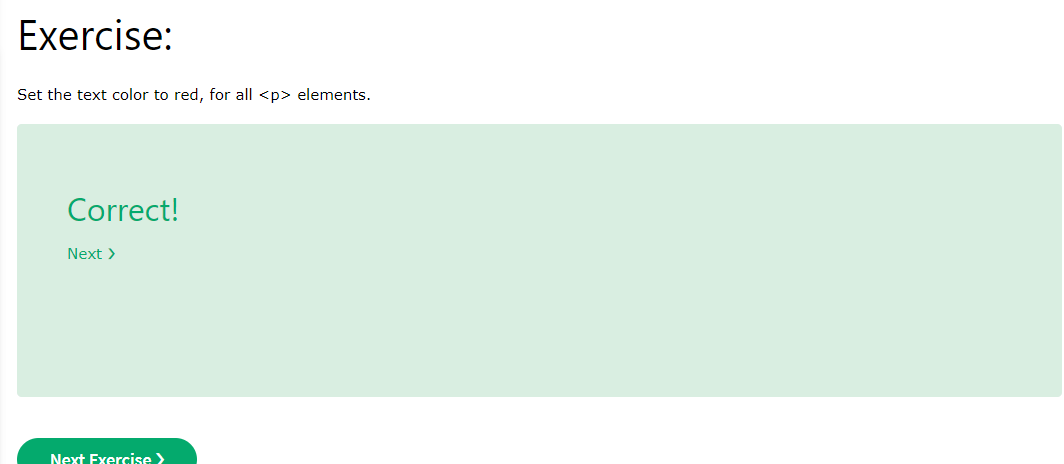 Exercise:
Set the text color to red, for all <p> elements.
Correct!
Next ❯
Next Exercise ❯